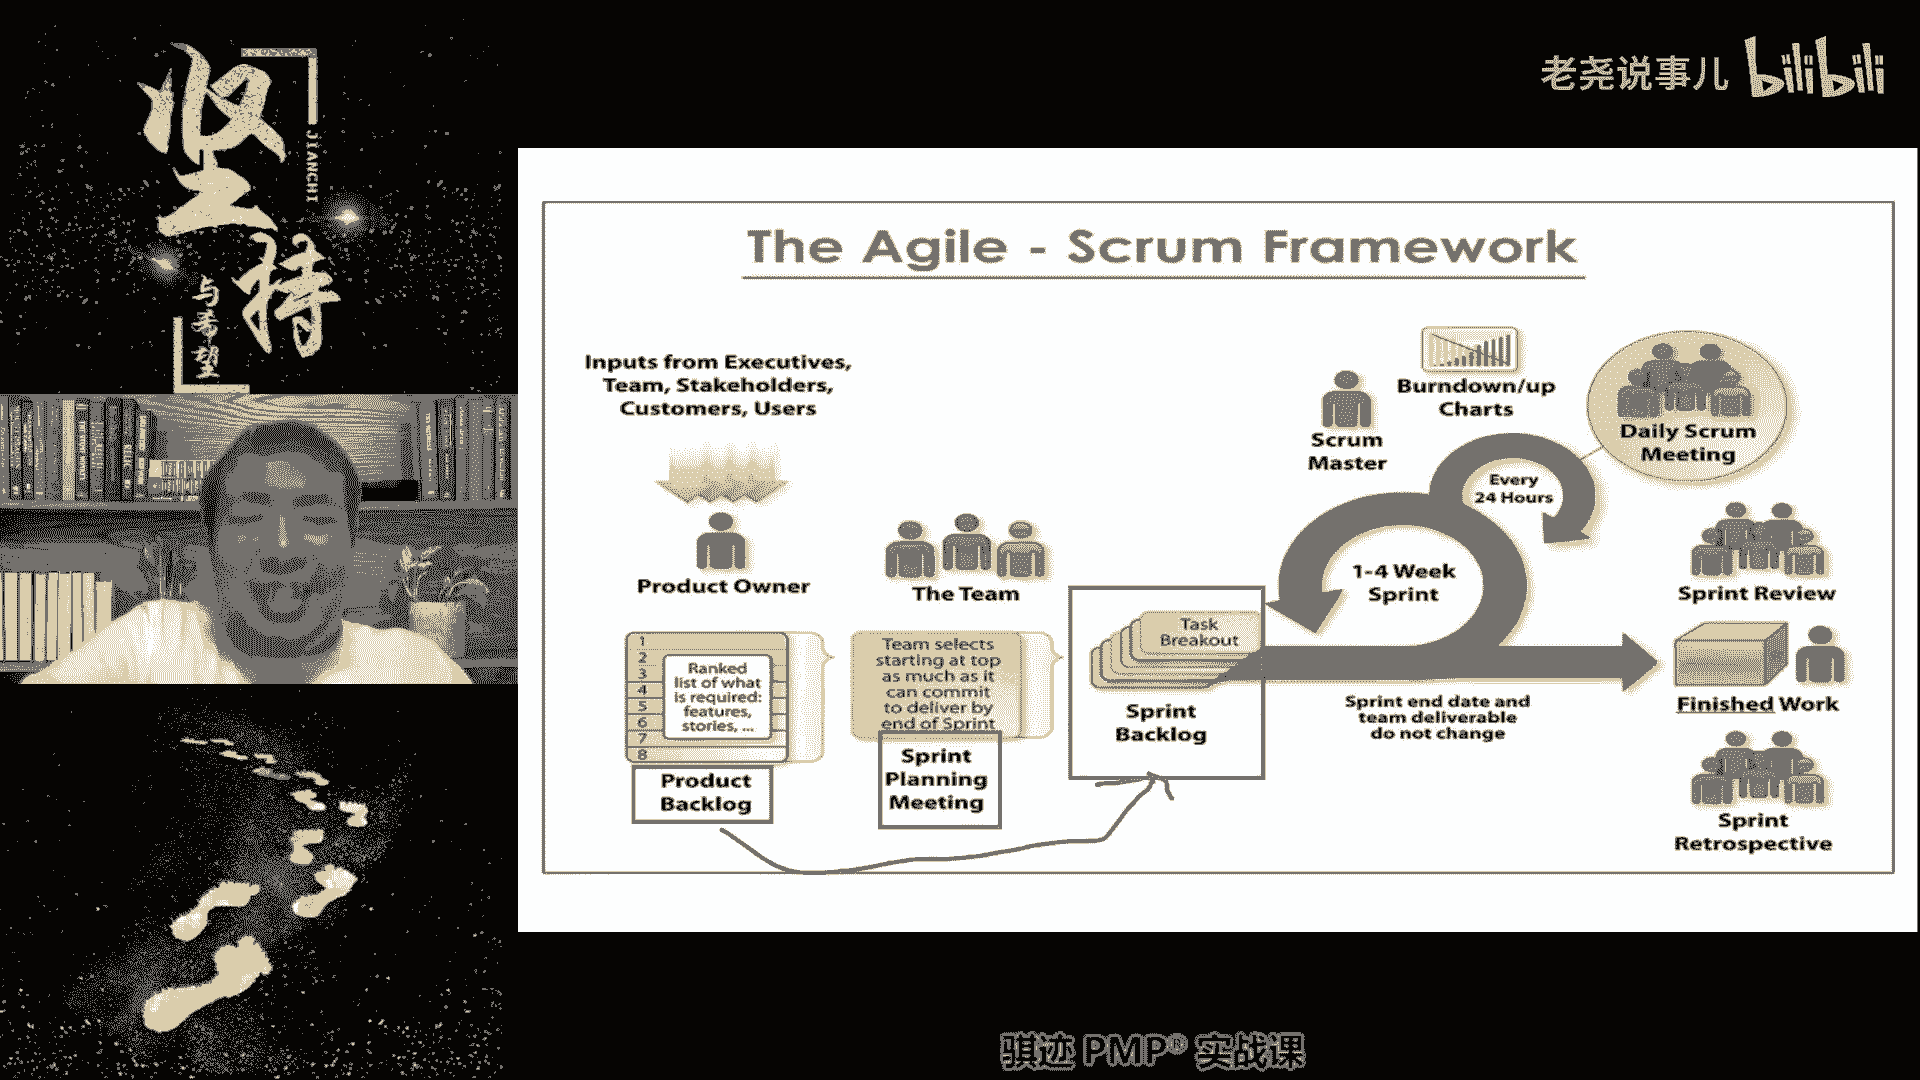 坚持
JIANCHI
与希望
老尧说事儿 bilibili
The Agile - Scrum Framework
Inputs from Executives,
Team, Stakeholders,
Customers, Users
Product Owner
The Team
1
2
3
4
5
6
7
8
Ranked
list of what
is required:
features,
stories, ...
Product
Backlog
Team selects
starting at top
as much as it
can commit
to deliver by
end of Sprint
Sprint
Planning
Meeting
Task
Breakout
Sprint
Backlog
Scrum
Master
Burndown/up
Charts
Every
24 Hours
1-4 Week
Sprint
Sprint end date and
team deliverable
do not change
Daily Scrum
Meeting
Sprint Review
Finished Work
Sprint
Retrospective
骐迹 PMP® 实战课